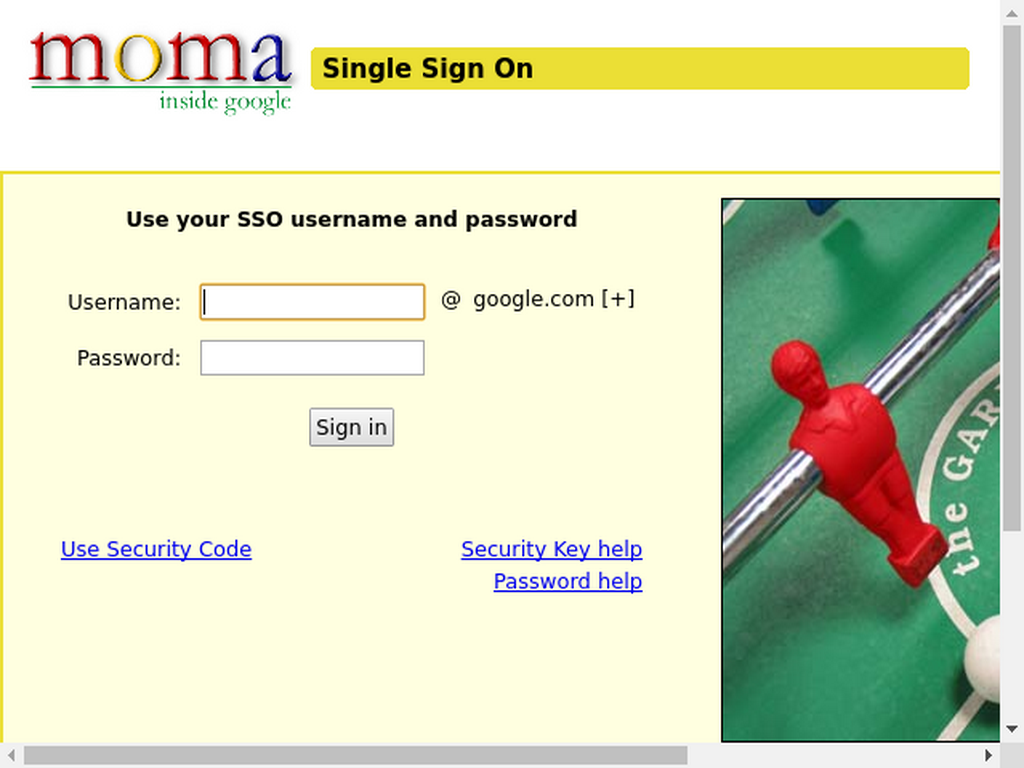 moma
inside google
Single Sign On
Use your SSO username and password
Username: @ google.com [+]
Password:
Sign in
Use Security Code Security Key help
Password help
the GAR